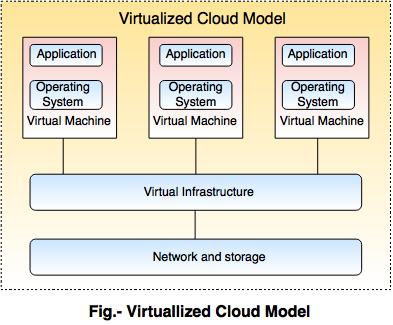 Virtualized Cloud Model
Application
Operating
System
Virtual Machine
Application
Operating
System
Virtual Machine
Application
Operating
System
Virtual Machine
Virtual Infrastructure
Network and storage
Fig.- Virtuallized Cloud Model